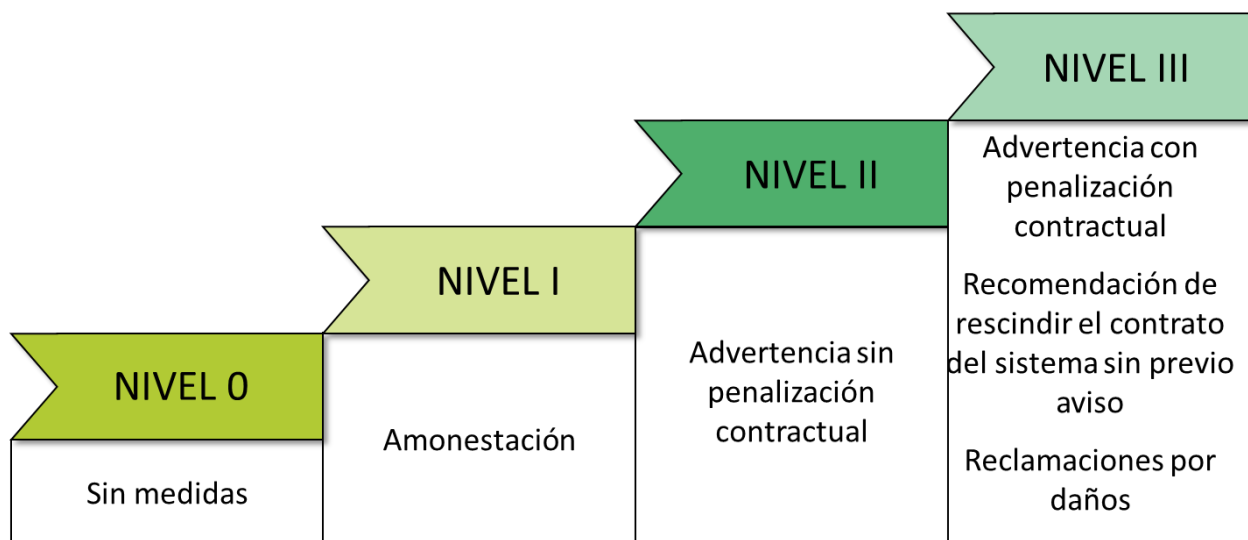 NIVEL 0
Sin medidas
NIVEL I
Amonestación
NIVEL II
Advertencia sin
penalización
contractual
NIVEL III
Advertencia con
penalización
contractual
Recomendación de
rescindir el contrato
del sistema sin previo
aviso
Reclamaciones por
daños